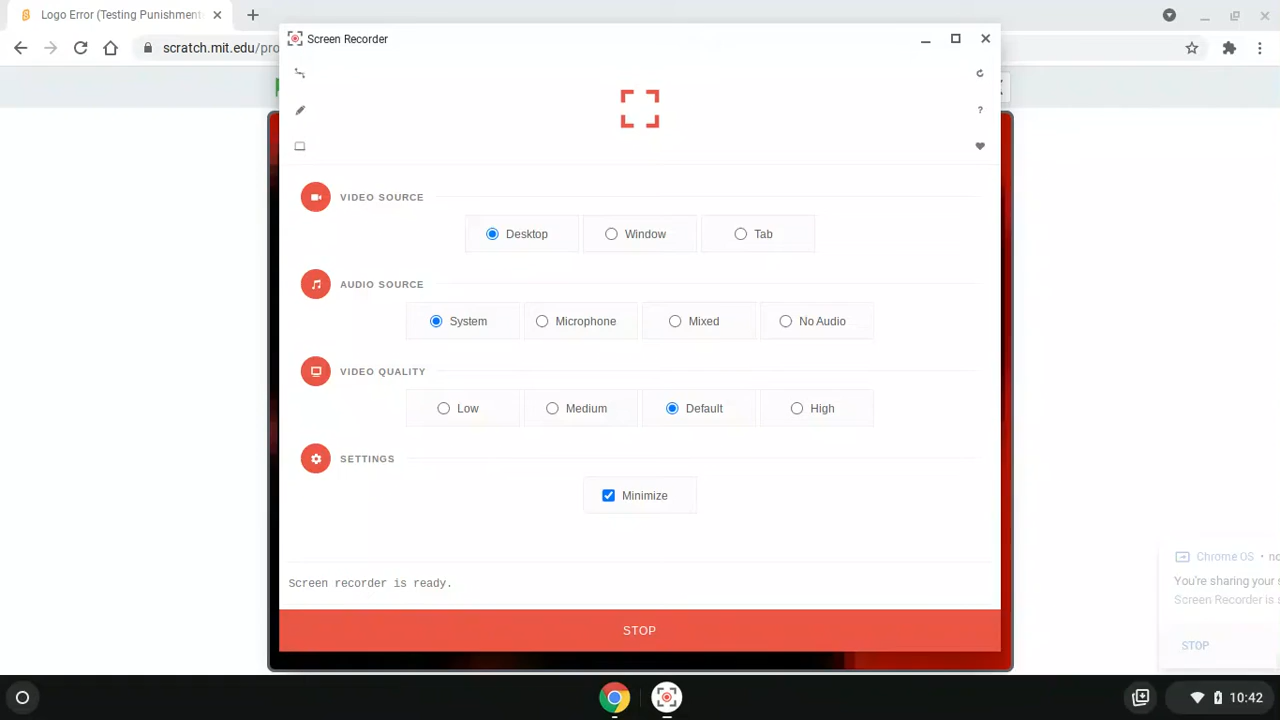 Logo Error (Testing Punishment
scratch.mit.edu/pro
Screen Recorder
?
VIDEO SOURCE
Desktop Window Tab
AUDIO SOURCE
System Microphone Mixed No Audio
VIDEO QUALITY
Low Medium Default High
SETTINGS
Minimize
Screen recorder is ready.
STOP
Chrome OS • no
You're sharing your s
Screen Recorder is s
STOP
10:42